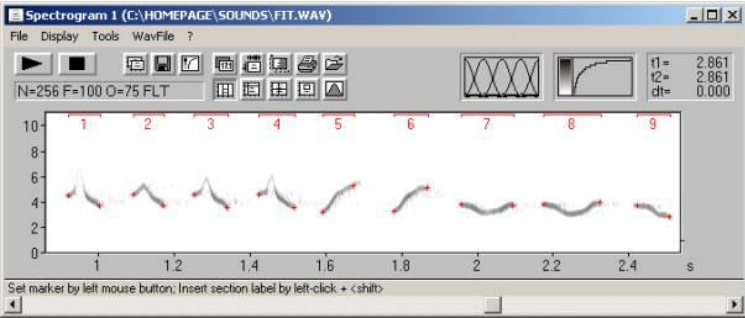 Spectrogram 1 (C:\HOMEPAGE\SOUNDS\FIT.WAV)
File Display Tools WavFile ?
t1= 2.861
t2= 2.861
dt= 0.000
N=256 F=100 O=75 FLT
1 2 3 4 5 6 7 8 9
10
8
6
4
2
0
1 1.2 1.4 1.6 1.8 2 2.2 2.4 s
Set marker by left mouse button; Insert section label by left-click + <shift>